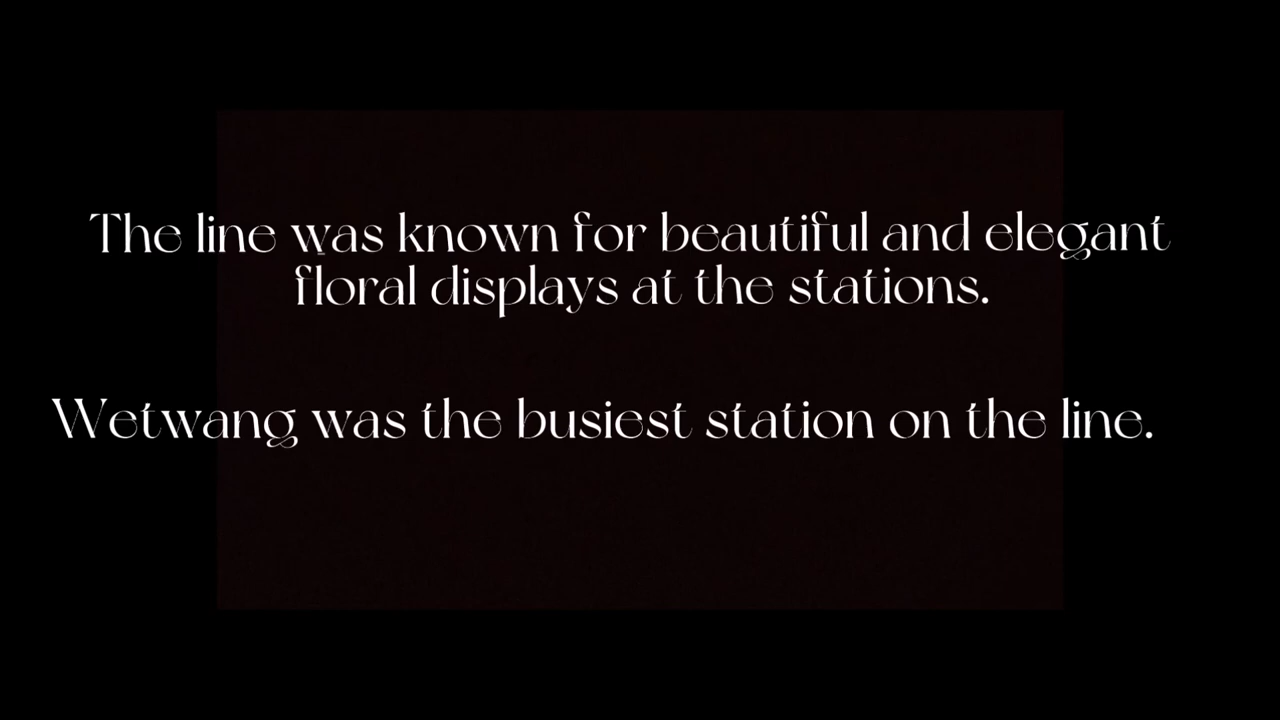 The line was known for beautiful and elegant
floral displays at the stations.
Wetwang was the busiest station on the line.